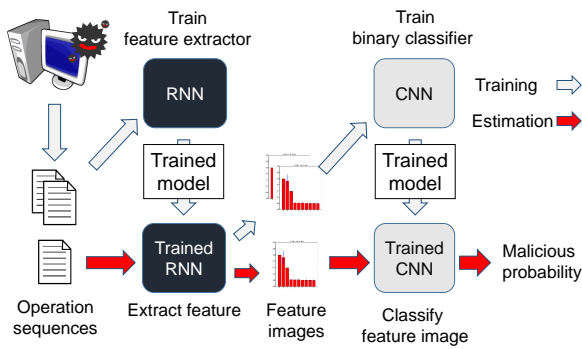 Train
feature extractor
Train
binary classifier
RNN
CNN
Training
Estimation
Trained
model
Trained
model
Trained
RNN
Trained
CNN
Malicious
probability
Operation
sequences
Extract feature
Feature
images
Classify
feature image